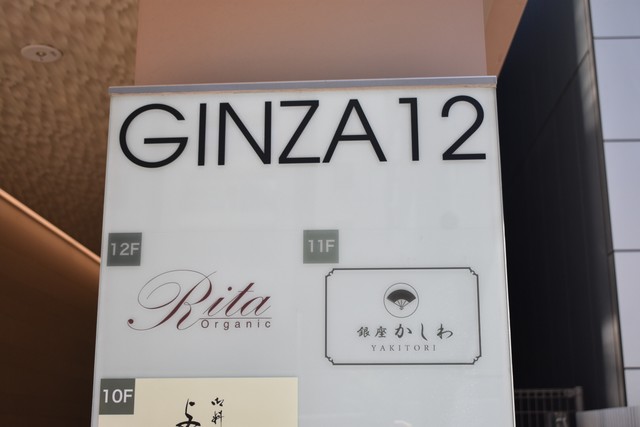 GINZA12
12F
Rita
Organic
11F
銀座 かしわ
YAKITORI
10F